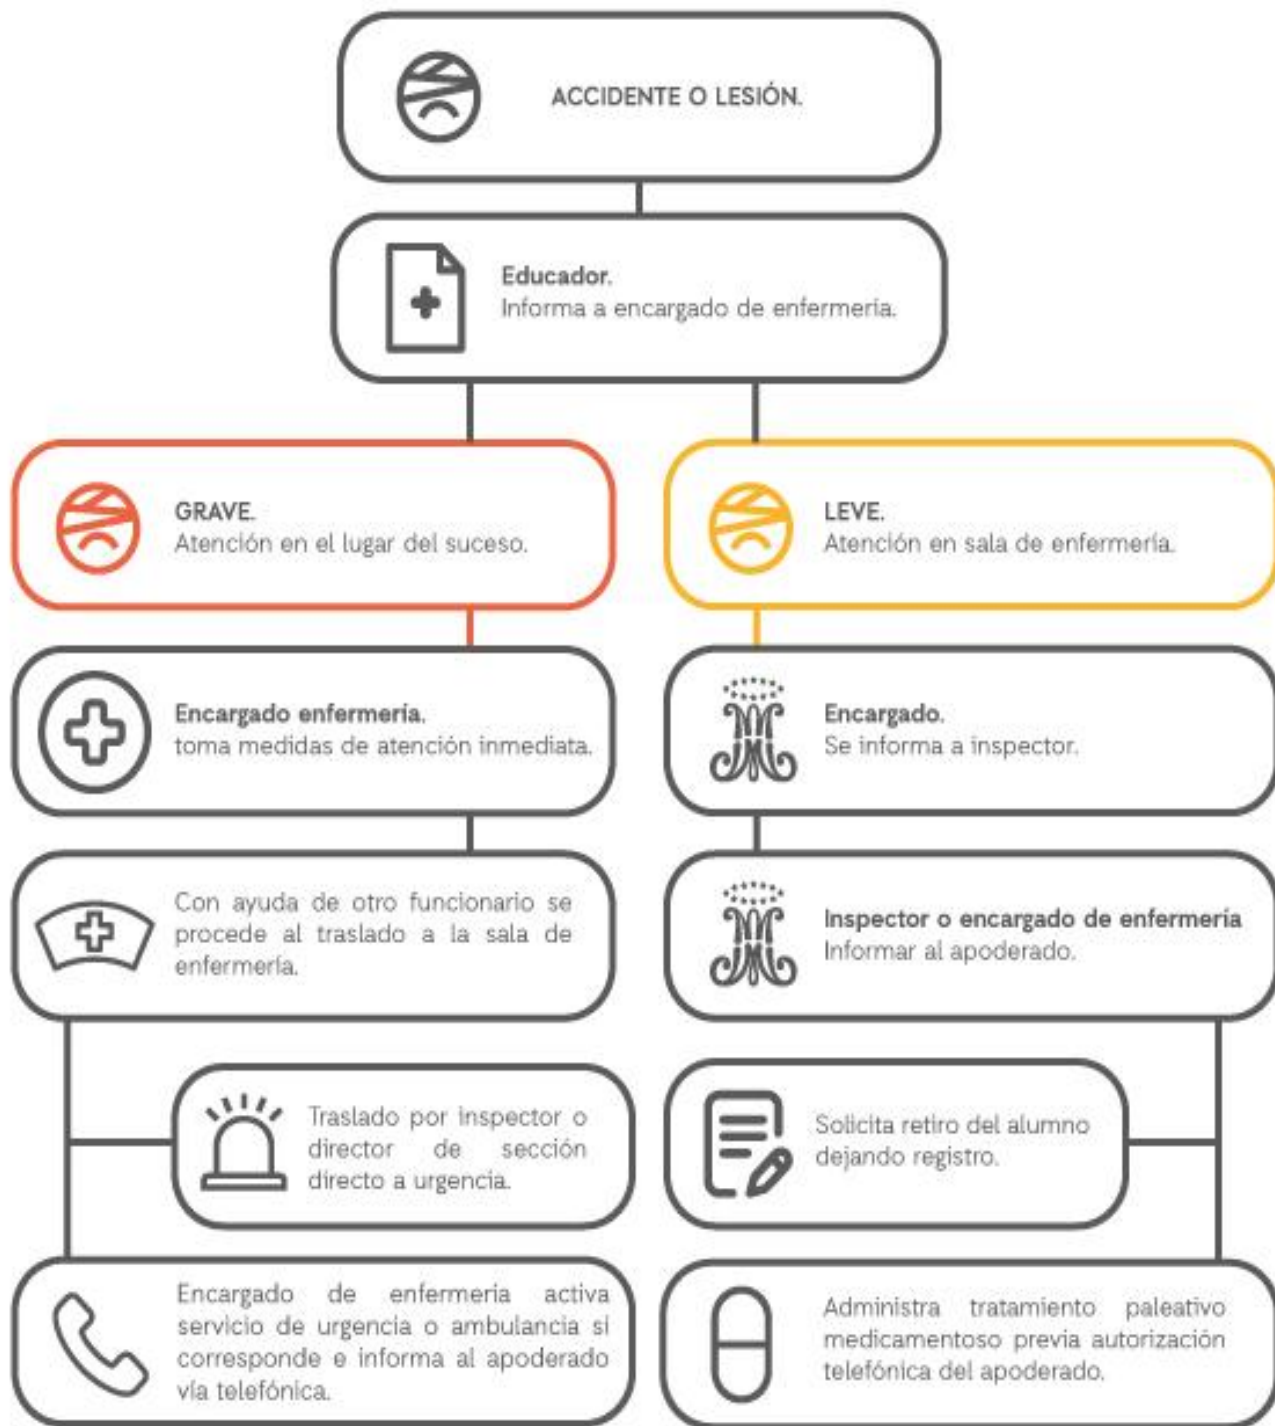 ACCIDENTE O LESIÓN.
Educador.
Informa a encargado de enfermería.
GRAVE.
Atención en el lugar del suceso.
LEVE.
Atención en sala de enfermería.
Encargado enfermería.
toma medidas de atención inmediata.
Encargado.
Se informa a inspector.
Con ayuda de otro funcionario se
procede al traslado a la sala de
enfermería.
Inspector o encargado de enfermería
Informar al apoderado.
Traslado por inspector o
director de sección
directo a urgencia.
Solicita retiro del alumno
dejando registro.
Encargado de enfermería activa
servicio de urgencia o ambulancia si
corresponde e informa al apoderado
vía telefónica.
Administra tratamiento paleativo
medicamentoso previa autorización
telefónica del apoderado.